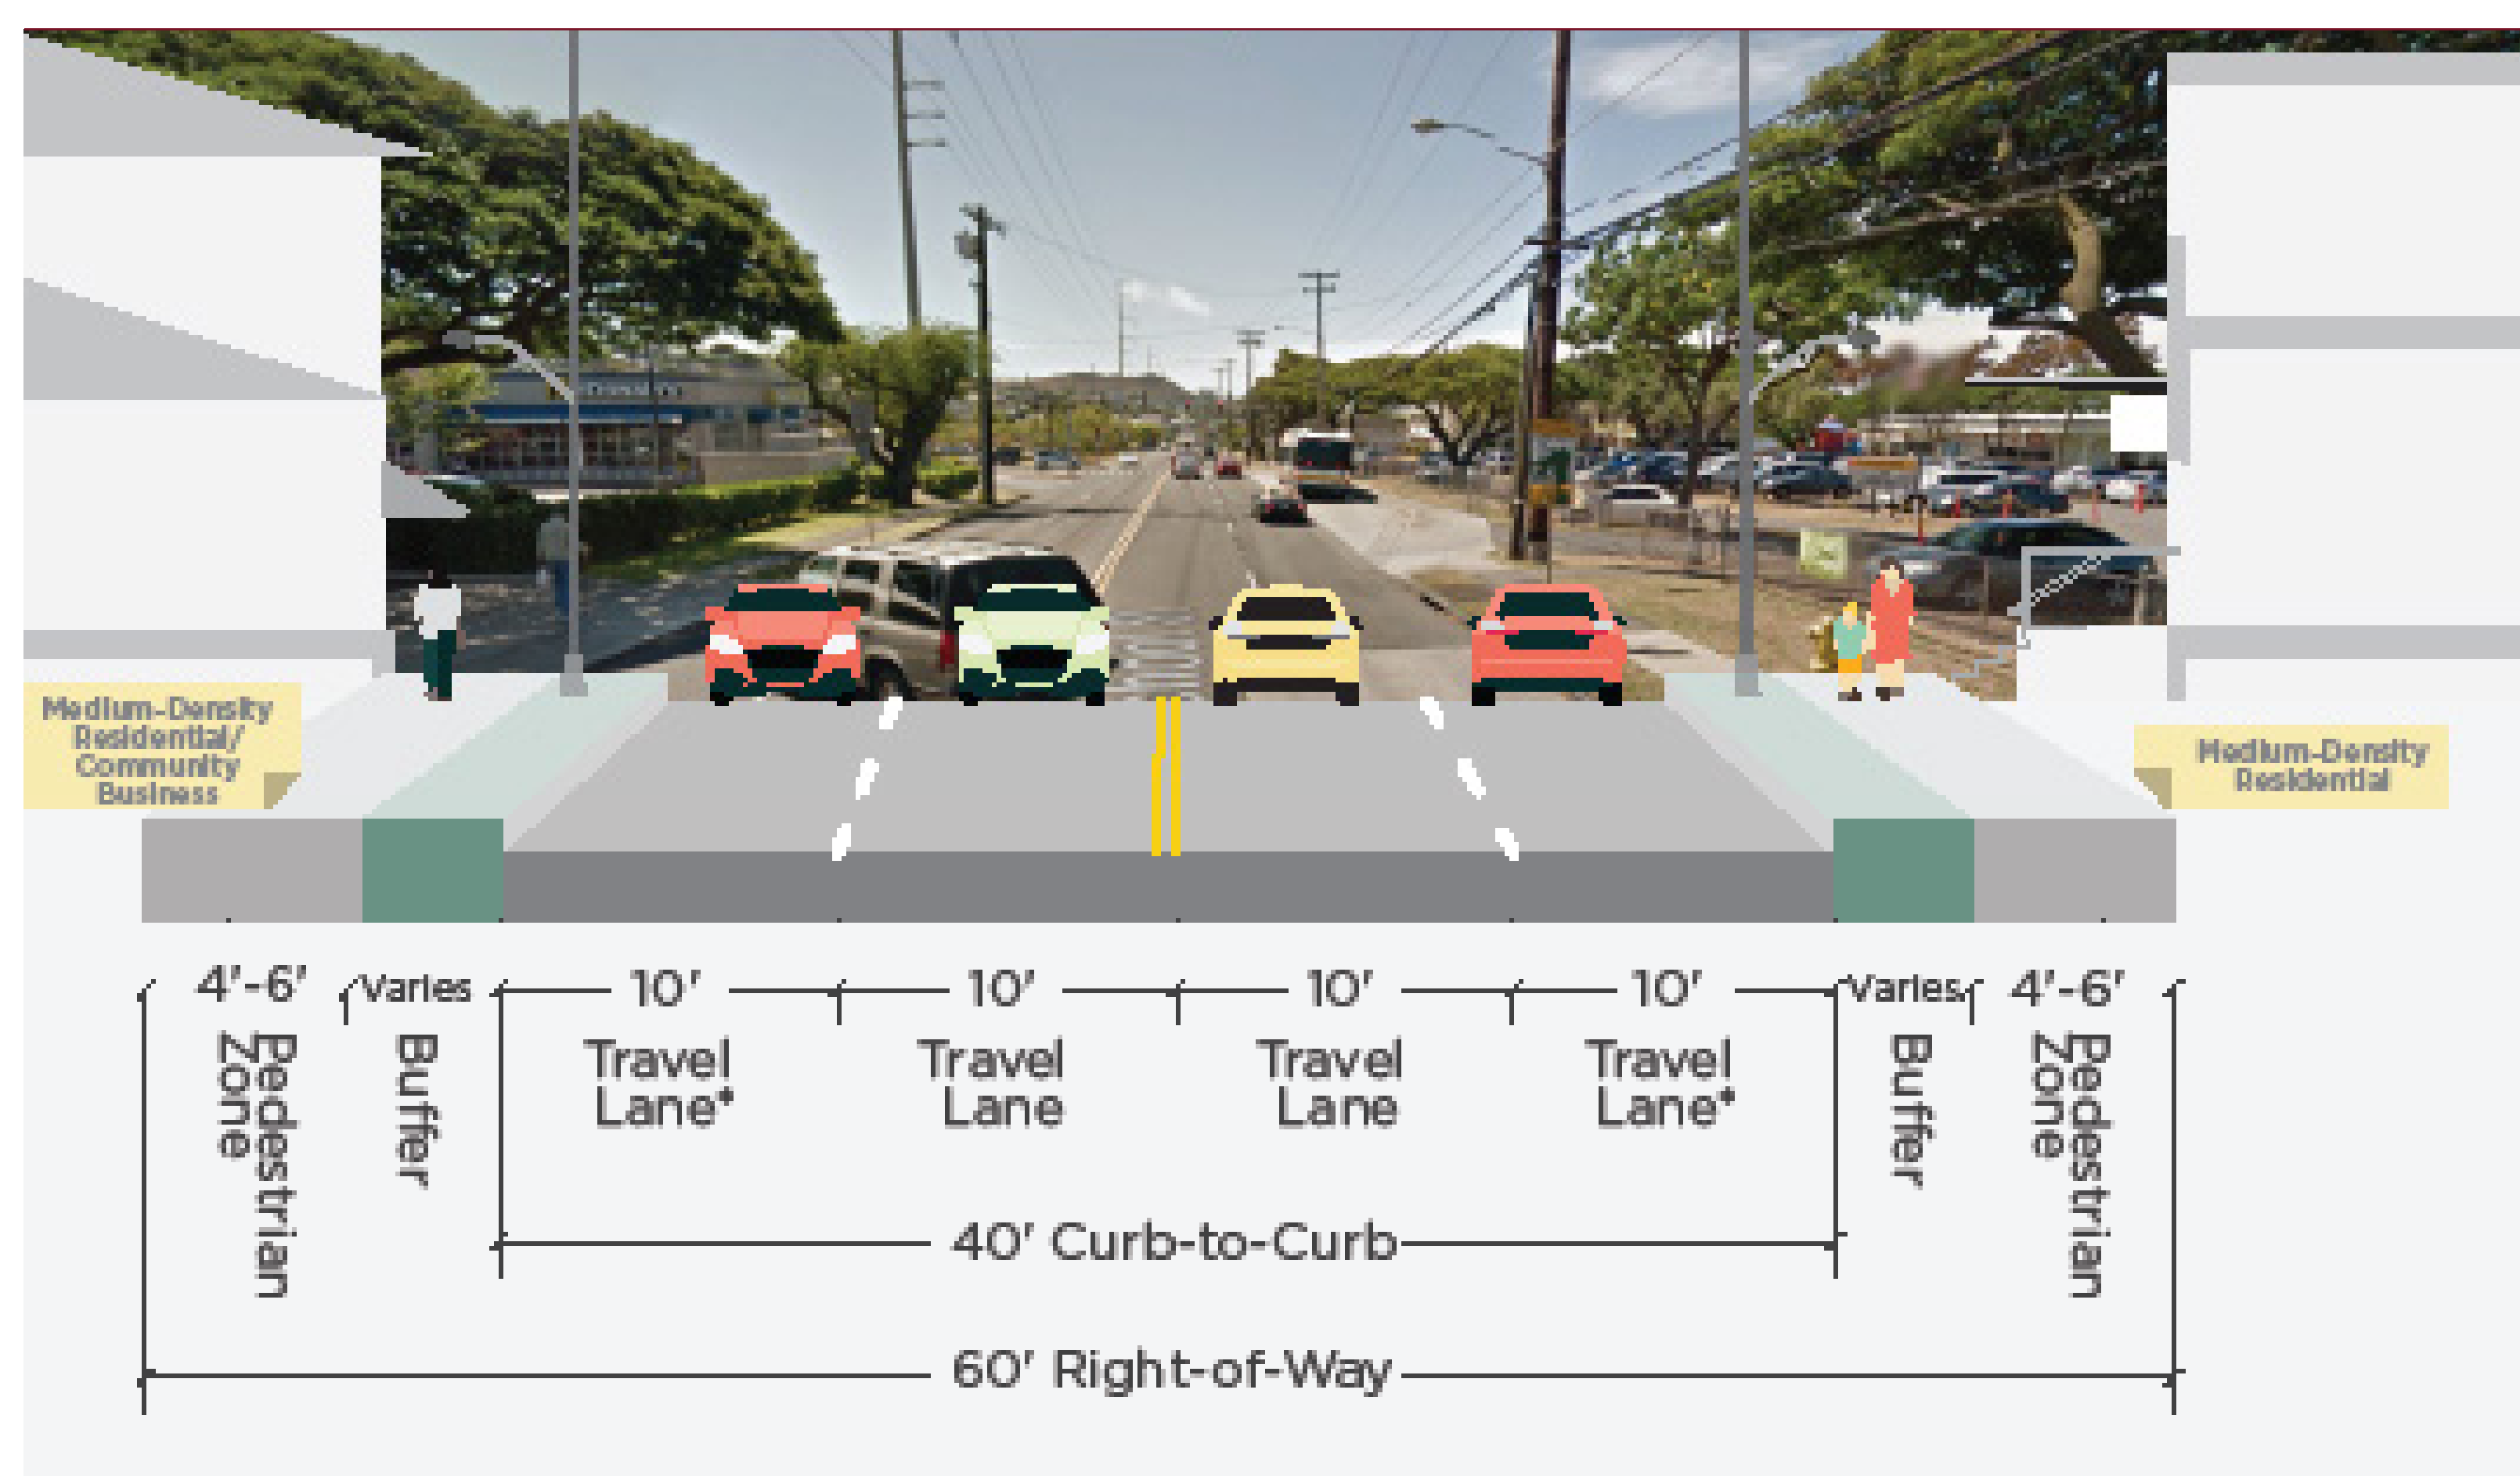 Medium-Density
Residential/
Community
Business
Medium-Density
Residential
4'-6'
Varies
10'
10'
10'
10'
Varies
4'-6'
Pedestrian
Zone
Buffer
Travel
Lane*
Travel
Lane
Travel
Lane
Travel
Lane*
Buffer
Pedestrian
Zone
40' Curb-to-Curb
60' Right-of-Way